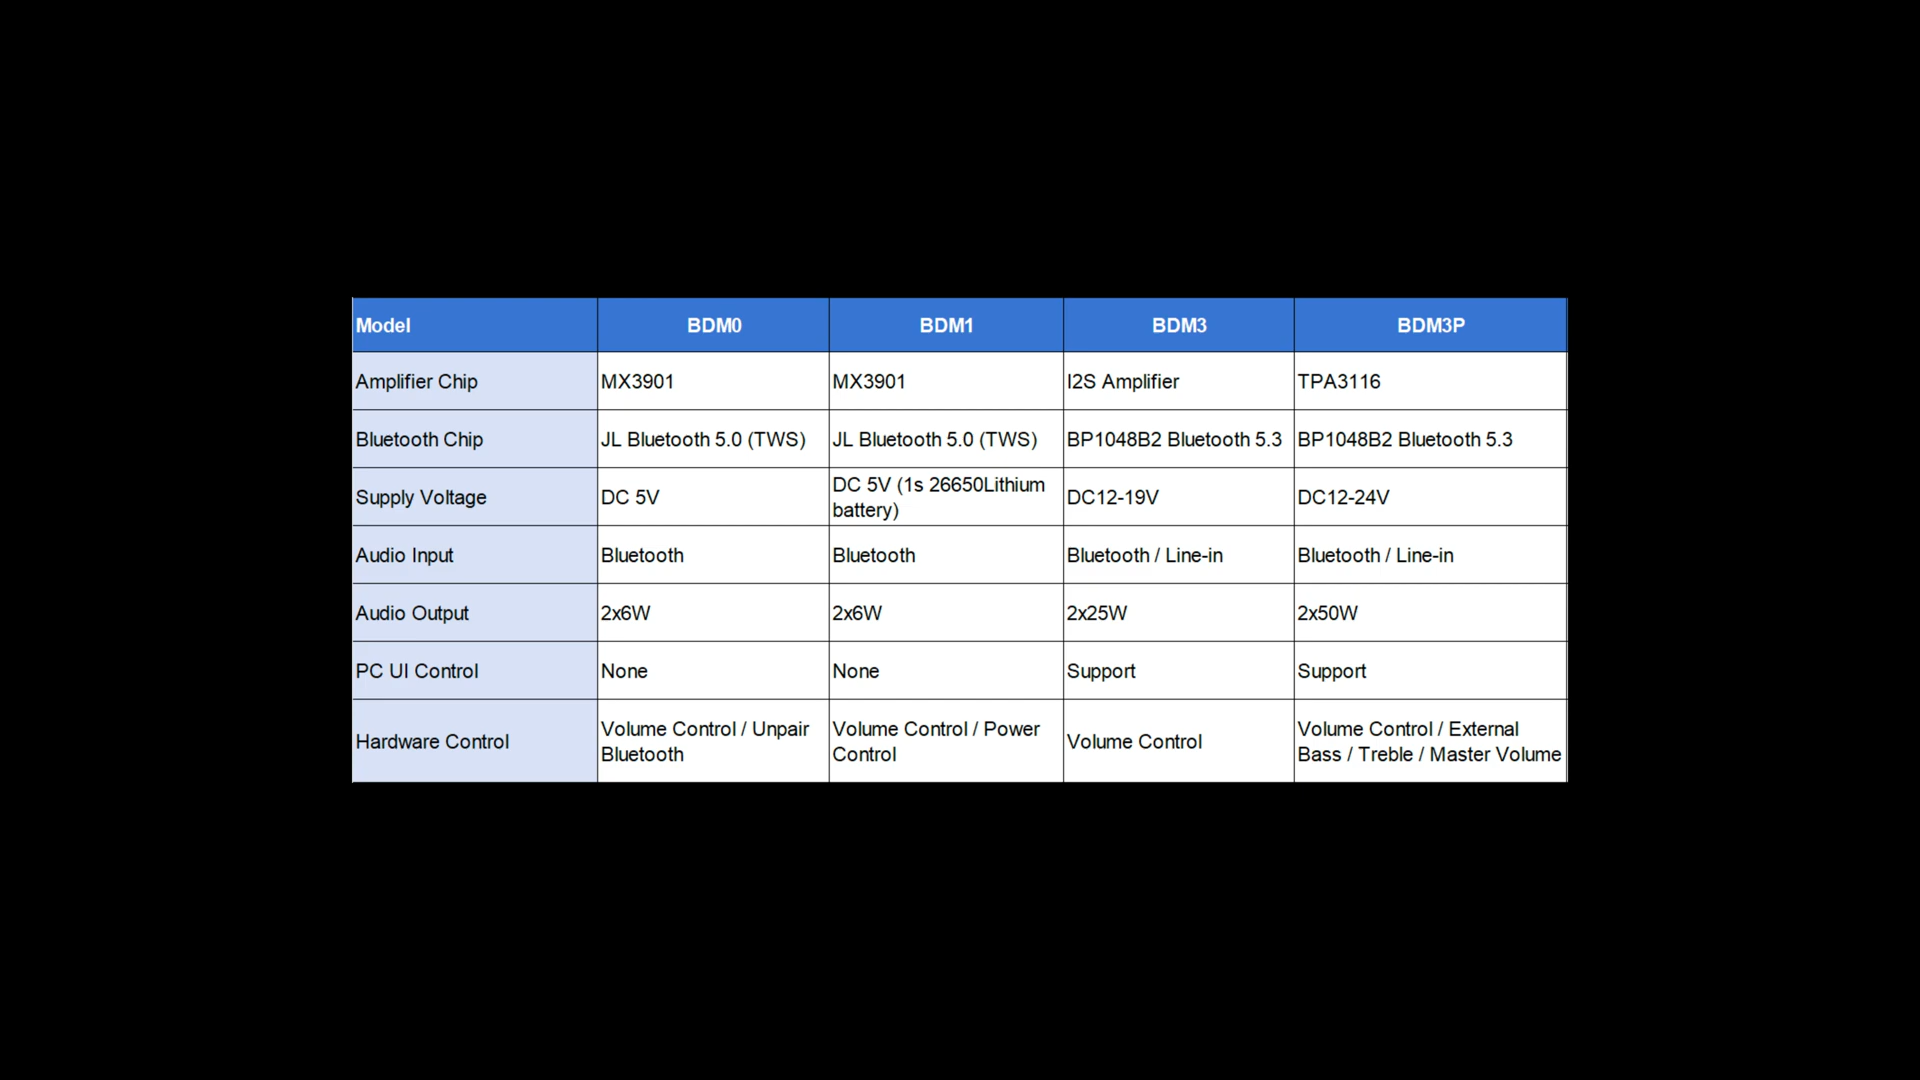 Model BDM0 BDM1 BDM3 BDM3P
Amplifier Chip MX3901 MX3901 I2S Amplifier TPA3116
Bluetooth Chip JL Bluetooth 5.0 (TWS) JL Bluetooth 5.0 (TWS) BP1048B2 Bluetooth 5.3 BP1048B2 Bluetooth 5.3
Supply Voltage DC 5V DC 5V (1s 26650Lithium
battery) DC12-19V DC12-24V
Audio Input Bluetooth Bluetooth Bluetooth / Line-in Bluetooth / Line-in
Audio Output 2x6W 2x6W 2x25W 2x50W
PC UI Control None None Support Support
Hardware Control Volume Control / Unpair
Bluetooth Volume Control / Power
Control Volume Control Volume Control / External
Bass / Treble / Master Volume